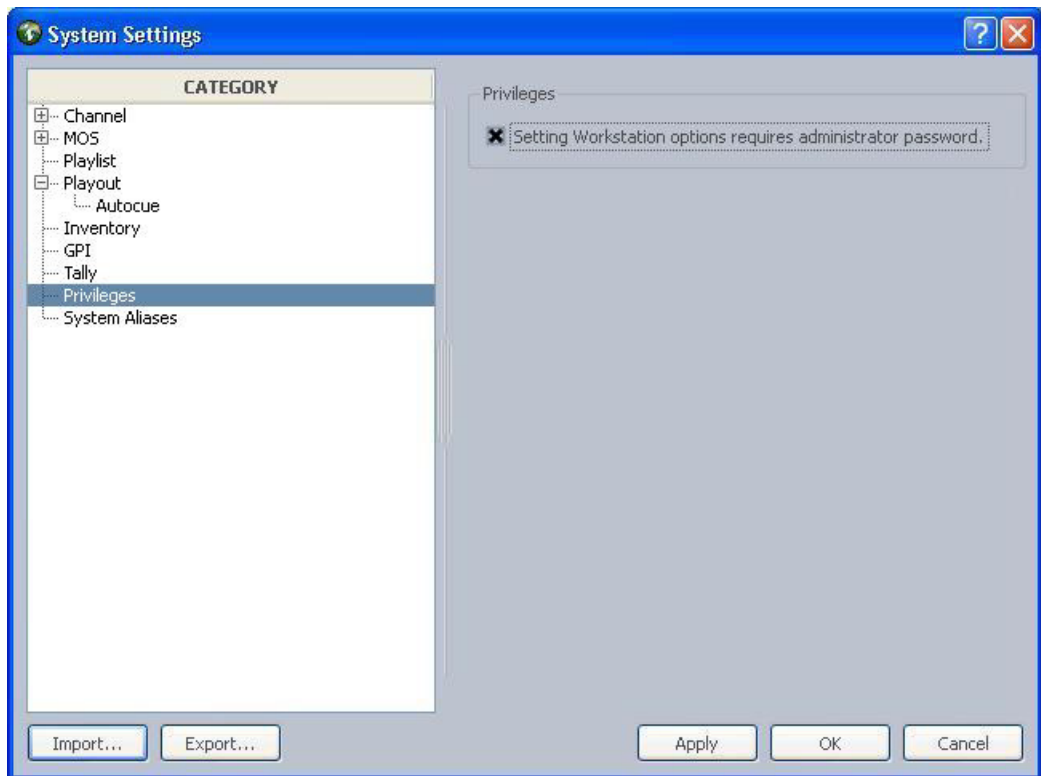 System Settings
CATEGORY
Channel
MOS
Playlist
Playout
Autocue
Inventory
GPI
Tally
Privileges
System Aliases
Privileges
Setting Workstation options requires administrator password.
Import...
Export...
Apply
OK
Cancel